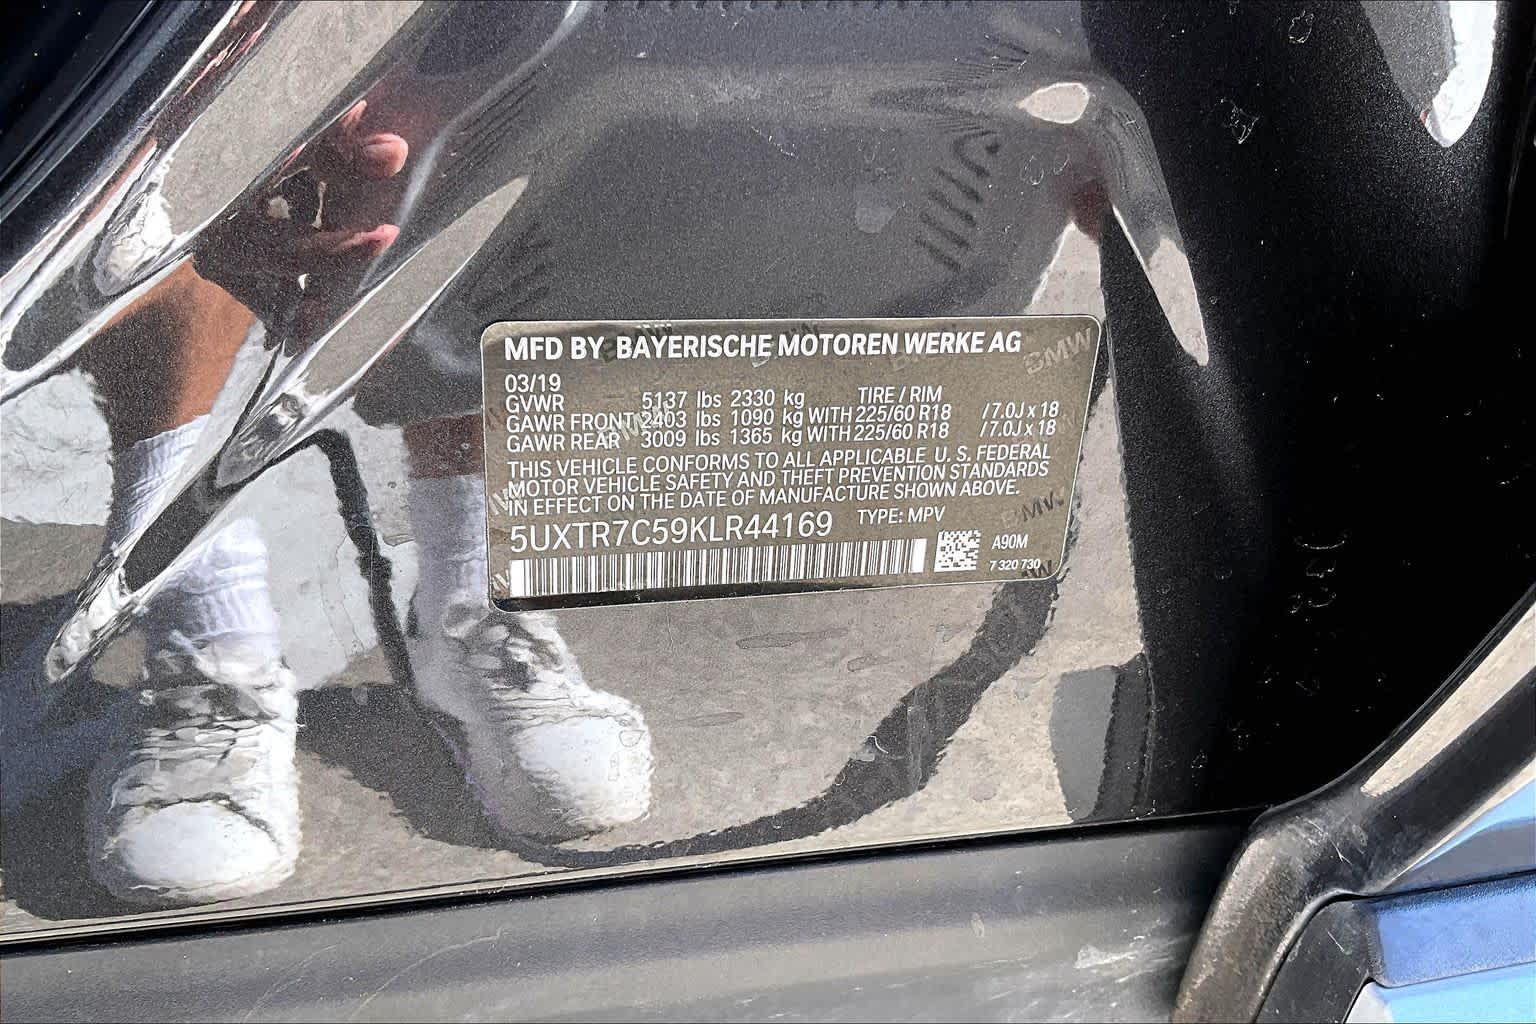 MFD BY BAYERISCHE MOTOREN WERKE AG
03/19
GVWR 5137 lbs 2330 kg TIRE / RIM
GAWR FRONT 2403 lbs 1090 kg WITH 225/60 R18 / 7.0J x 18
GAWR REAR 3009 lbs 1365 kg WITH 225/60 R18 / 7.0J x 18
THIS VEHICLE CONFORMS TO ALL APPLICABLE U. S. FEDERAL
MOTOR VEHICLE SAFETY AND THEFT PREVENTION STANDARDS
IN EFFECT ON THE DATE OF MANUFACTURE SHOWN ABOVE.
5UXTR7C59KLR44169 TYPE: MPV
A90M
7 320 730
BMW
BMW
BMW